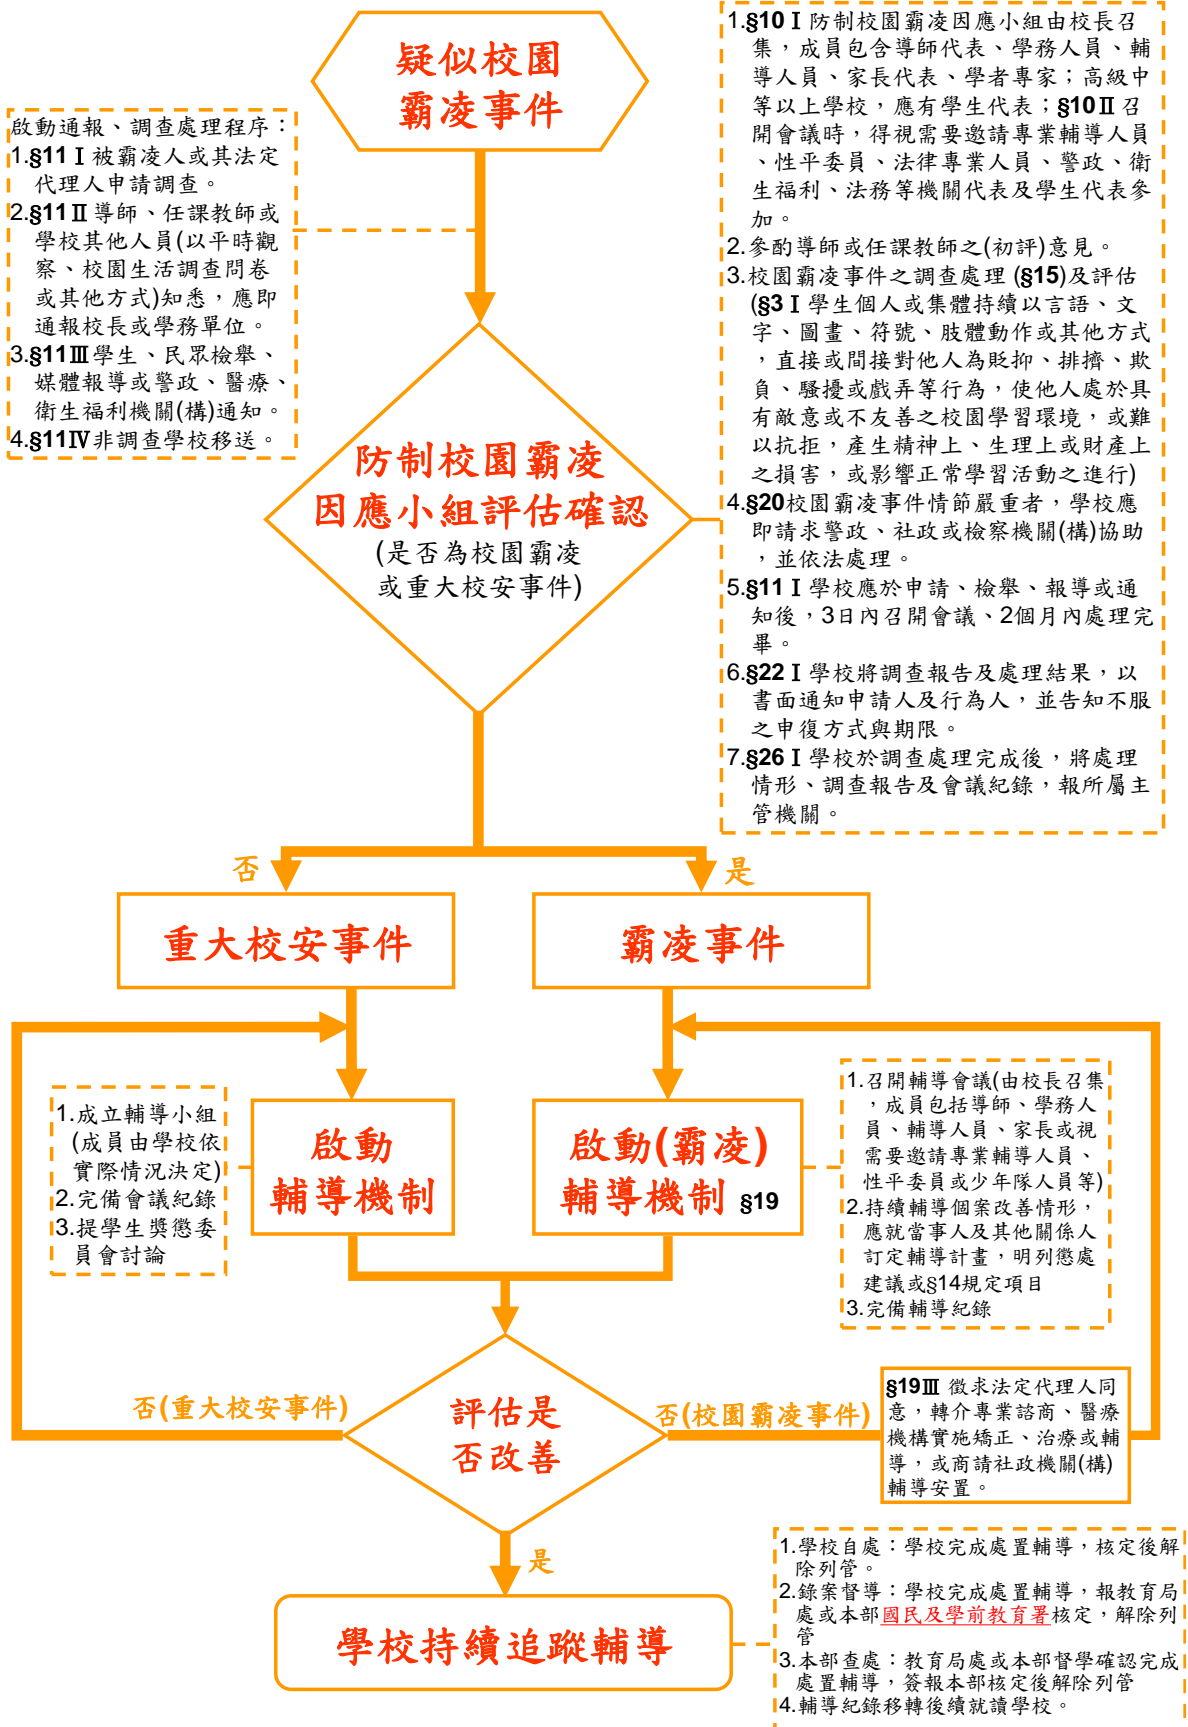 疑似校園
霸凌事件
啟動通報、調查處理程序：
1.§11Ⅰ被霸凌人或其法定
代理人申請調查。
2.§11Ⅱ導師、任課教師或
學校其他人員(以平時觀
察、校園生活調查問卷
或其他方式)知悉，應即
通報校長或學務單位。
3.§11Ⅲ學生、民眾檢舉、
媒體報導或警政、醫療、
衛生福利機關(構)通知。
4.§11Ⅳ非調查學校移送。
1.§10Ⅰ防制校園霸凌因應小組由校長召
集，成員包含導師代表、學務人員、輔
導人員、家長代表、學者專家；高級中
等以上學校，應有學生代表；§10Ⅱ召
開會議時，得視需要邀請專業輔導人員
、性平委員、法律專業人員、警政、衛
生福利、法務等機關代表及學生代表參
加。
2.參酌導師或任課教師之(初評)意見。
3.校園霸凌事件之調查處理 (§15)及評估
(§3Ⅰ學生個人或集體持續以言語、文
字、圖畫、符號、肢體動作或其他方式
，直接或間接對他人為貶抑、排擠、欺
負、騷擾或戲弄等行為，使他人處於具
有敵意或不友善之校園學習環境，或難
以抗拒，產生精神上、生理上或財產上
之損害，或影響正常學習活動之進行)
4.§20校園霸凌事件情節嚴重者，學校應
即請求警政、社政或檢察機關(構)協助
，並依法處理。
5.§11Ⅰ學校應於申請、檢舉、報導或通
知後，3日內召開會議、2個月內處理完
畢。
6.§22Ⅰ學校將調查報告及處理結果，以
書面通知申請人及行為人，並告知不服
之申復方式與期限。
7.§26Ⅰ學校於調查處理完成後，將處理
情形、調查報告及會議紀錄，報所屬主
管機關。
防制校園霸凌
因應小組評估確認
(是否為校園霸凌
或重大校安事件)
否
是
重大校安事件
霸凌事件
1.成立輔導小組
(成員由學校依
實際情況決定)
2.完備會議紀錄
3.提學生獎懲委
員會討論
啟動
輔導機制
啟動(霸凌)
輔導機制 §19
1.召開輔導會議(由校長召集
，成員包括導師、學務人
員、輔導人員、家長或視
需要邀請專業輔導人員、
性平委員或少年隊人員等)
2.持續輔導個案改善情形，
應就當事人及其他關係人
訂定輔導計畫，明列懲處
建議或§14規定項目
3.完備輔導紀錄
否(重大校安事件)
評估是
否改善
否(校園霸凌事件)
§19Ⅲ 徵求法定代理人同
意，轉介專業諮商、醫療
機構實施矯正、治療或輔
導，或商請社政機關(構)
輔導安置。
是
學校持續追蹤輔導
1.學校自處：學校完成處置輔導，核定後解
除列管。
2.錄案督導：學校完成處置輔導，報教育局
處或本部國民及學前教育署核定，解除列
管
3.本部查處：教育局處或本部督學確認完成
處置輔導，簽報本部核定後解除列管
4.輔導紀錄移轉後續就讀學校。